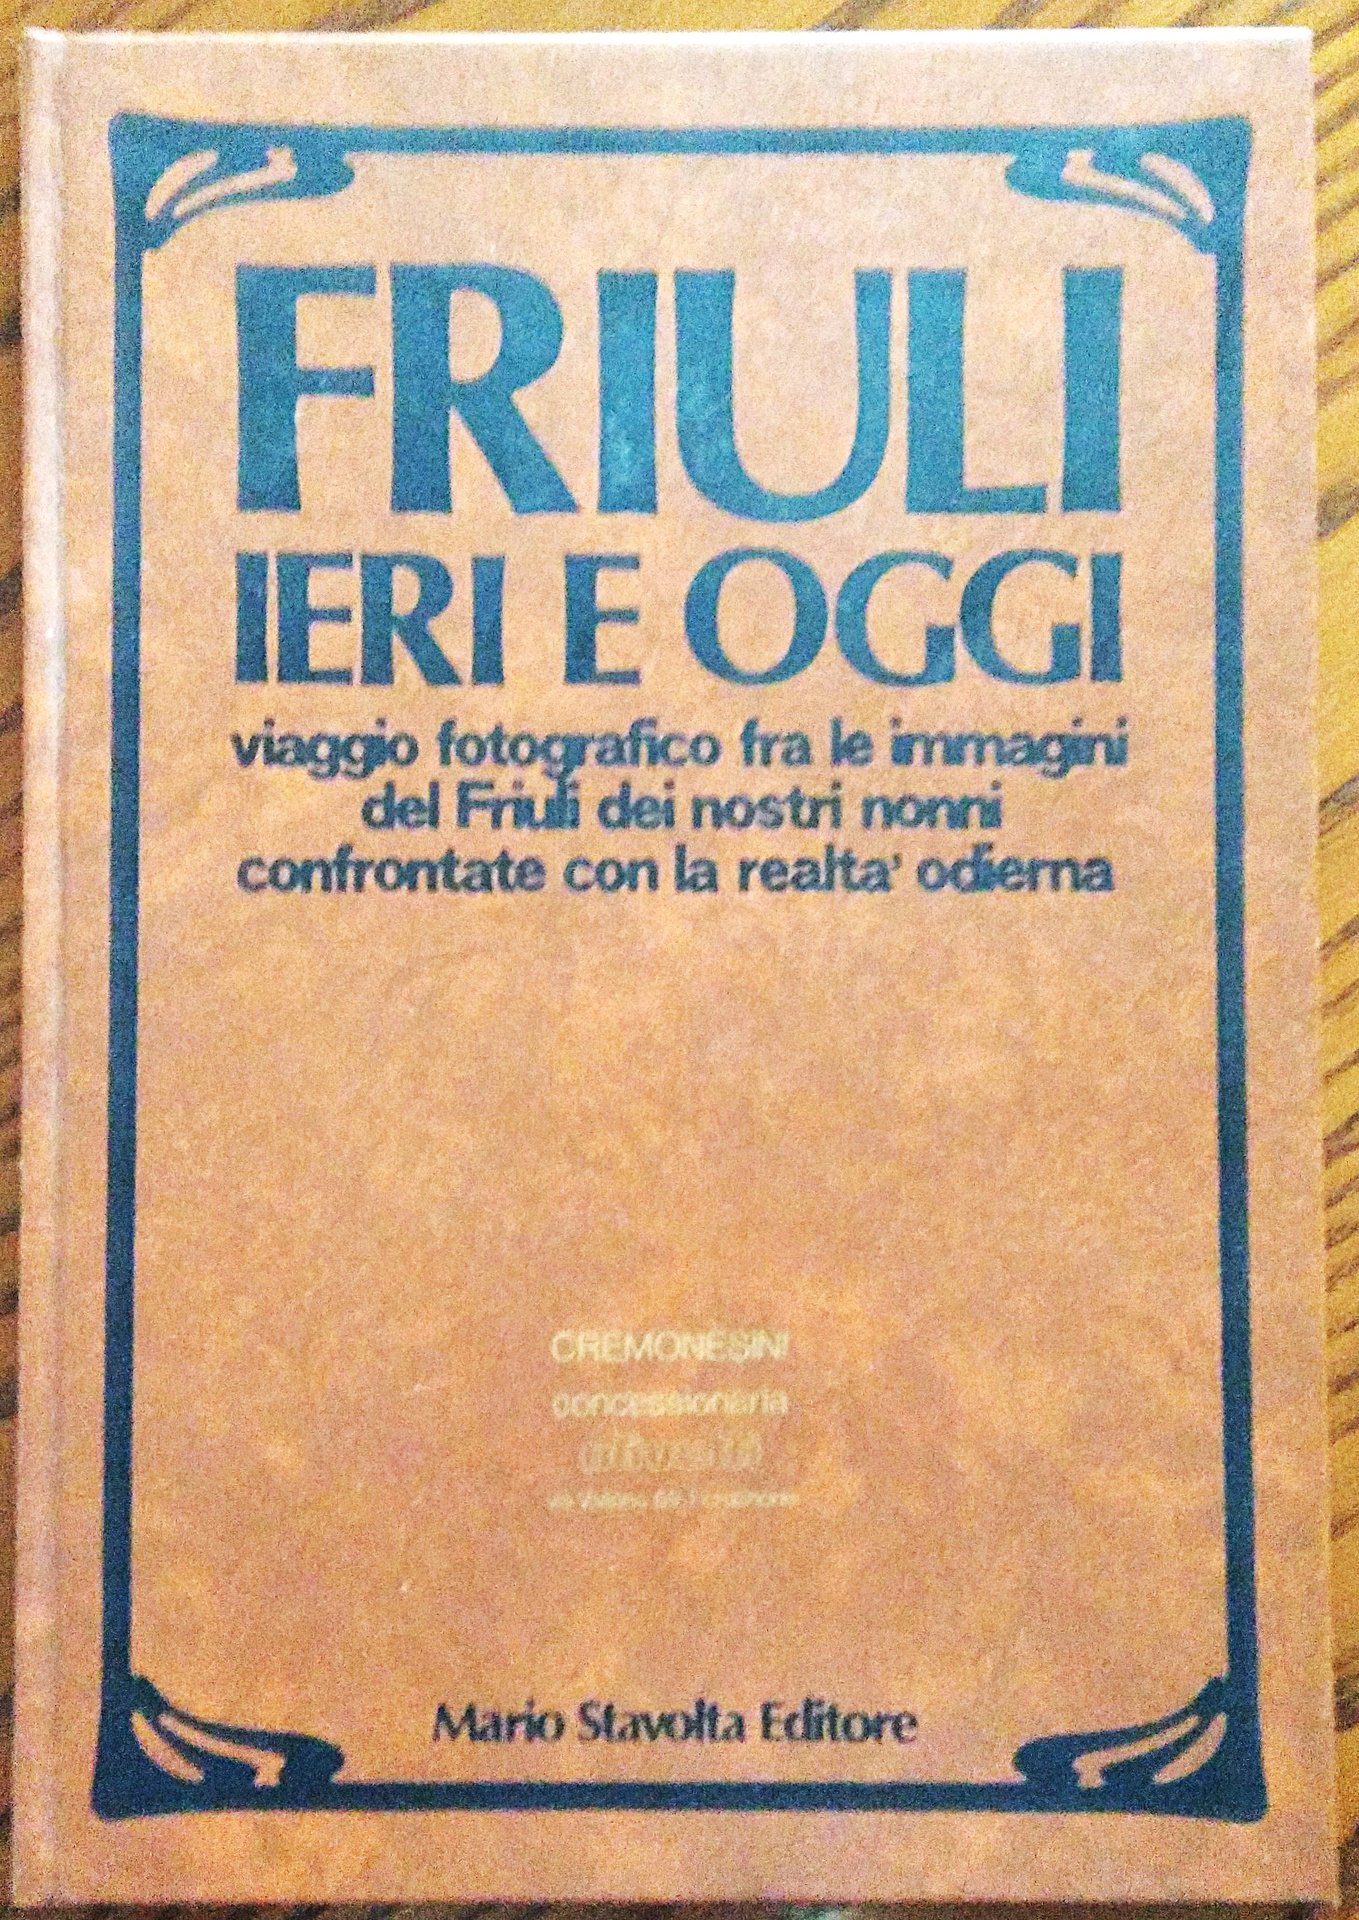 FRIULI
IERI E OGGI
viaggio fotografico fra le immagini
del Friuli dei nostri nonni
confrontate con la realta' odierna
CREMONESINI
concessionaria
Mario Stavolta Editore